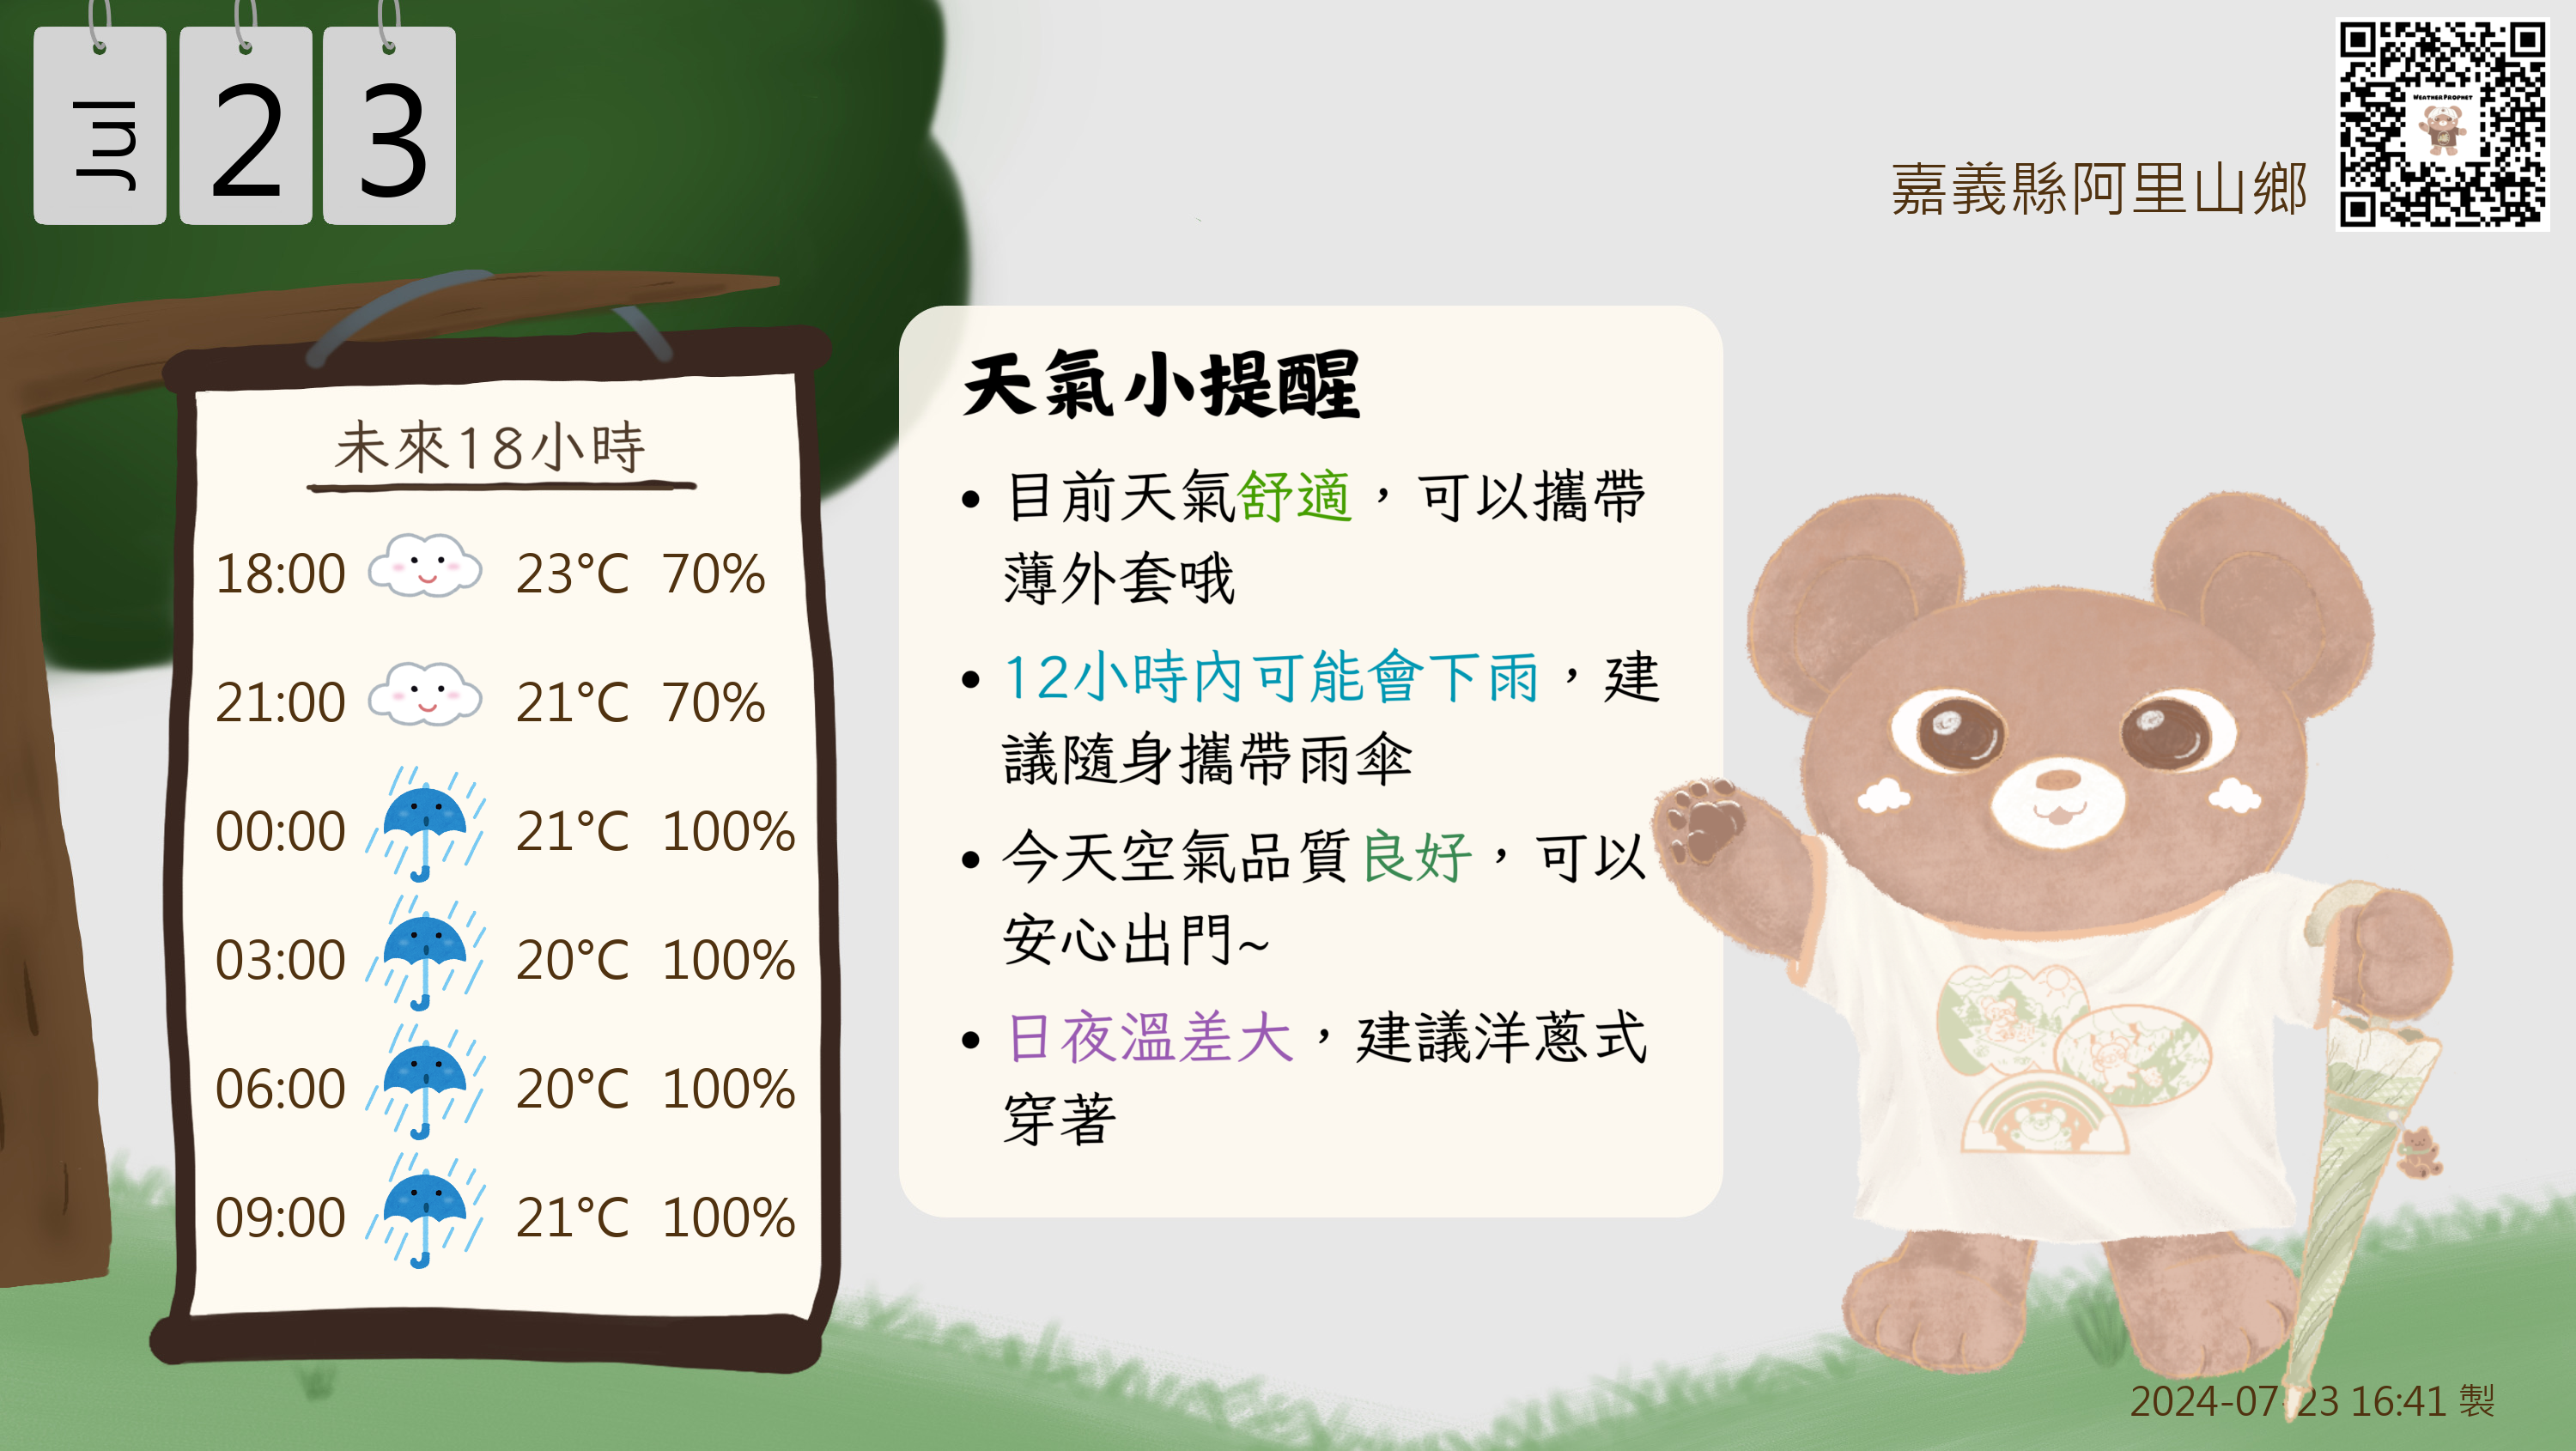 Jul 23
嘉義縣阿里山鄉
WEATHER PROPHET
未來18小時
18:00 23°C 70%
21:00 21°C 70%
00:00 21°C 100%
03:00 20°C 100%
06:00 20°C 100%
09:00 21°C 100%
天氣小提醒
• 目前天氣舒適，可以攜帶
薄外套哦
• 12小時內可能會下雨，建
議隨身攜帶雨傘
• 今天空氣品質良好，可以
安心出門~
• 日夜溫差大，建議洋蔥式
穿著
2024-07-23 16:41 製